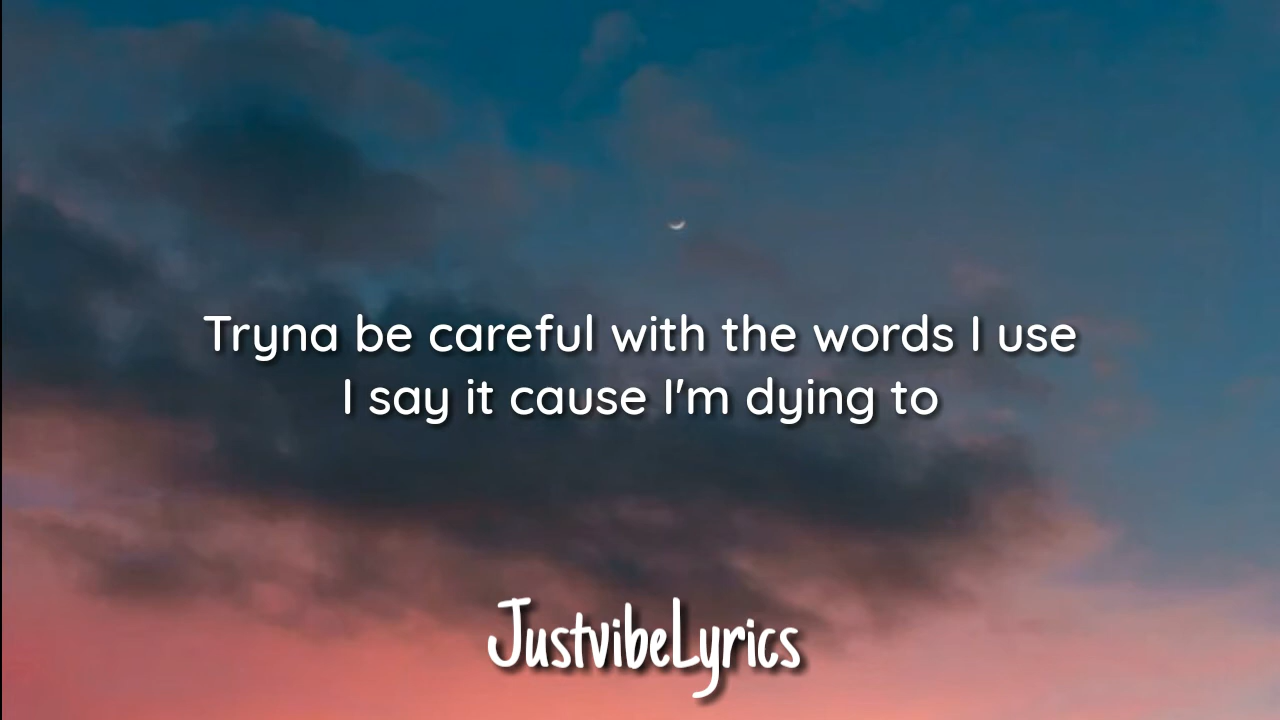 Tryna be careful with the words I use
I say it cause I'm dying to
JustvibeLyrics